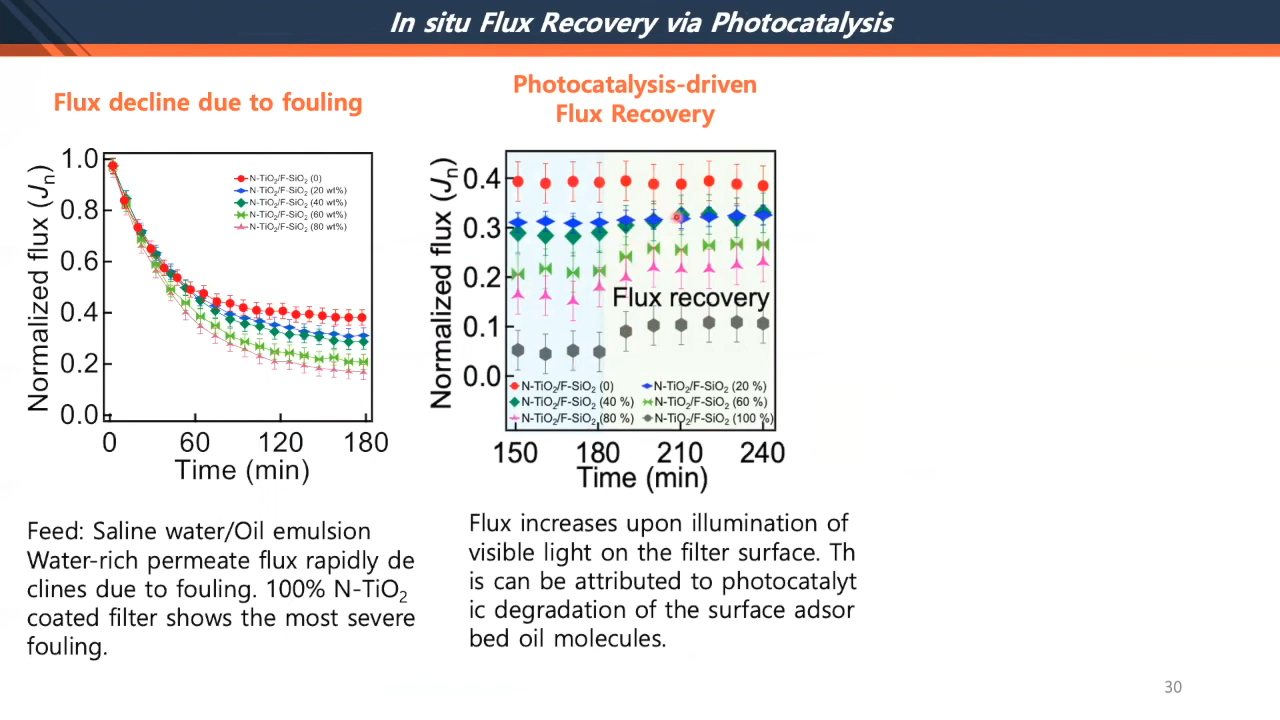 In situ Flux Recovery via Photocatalysis
Flux decline due to fouling
1.0
0.8
0.6
0.4
0.2
0.0
Normalized flux (Jn)
N-TiO2/F-SiO2 (0)
N-TiO2/F-SiO2 (20 wt%)
N-TiO2/F-SiO2 (40 wt%)
N-TiO2/F-SiO2 (60 wt%)
N-TiO2/F-SiO2 (80 wt%)
0 60 120 180
Time (min)
Feed: Saline water/Oil emulsion
Water-rich permeate flux rapidly de
clines due to fouling. 100% N-TiO2
coated filter shows the most severe
fouling.
Photocatalysis-driven
Flux Recovery
0.4
0.3
0.2
0.1
0.0
Normalized flux (Jn)
Flux recovery
N-TiO2/F-SiO2 (0) N-TiO2/F-SiO2 (20 %)
N-TiO2/F-SiO2 (40 %) N-TiO2/F-SiO2 (60 %)
N-TiO2/F-SiO2 (80 %) N-TiO2/F-SiO2 (100 %)
150 180 210 240
Time (min)
Flux increases upon illumination of
visible light on the filter surface. Th
is can be attributed to photocatalyt
ic degradation of the surface adsor
bed oil molecules.
30